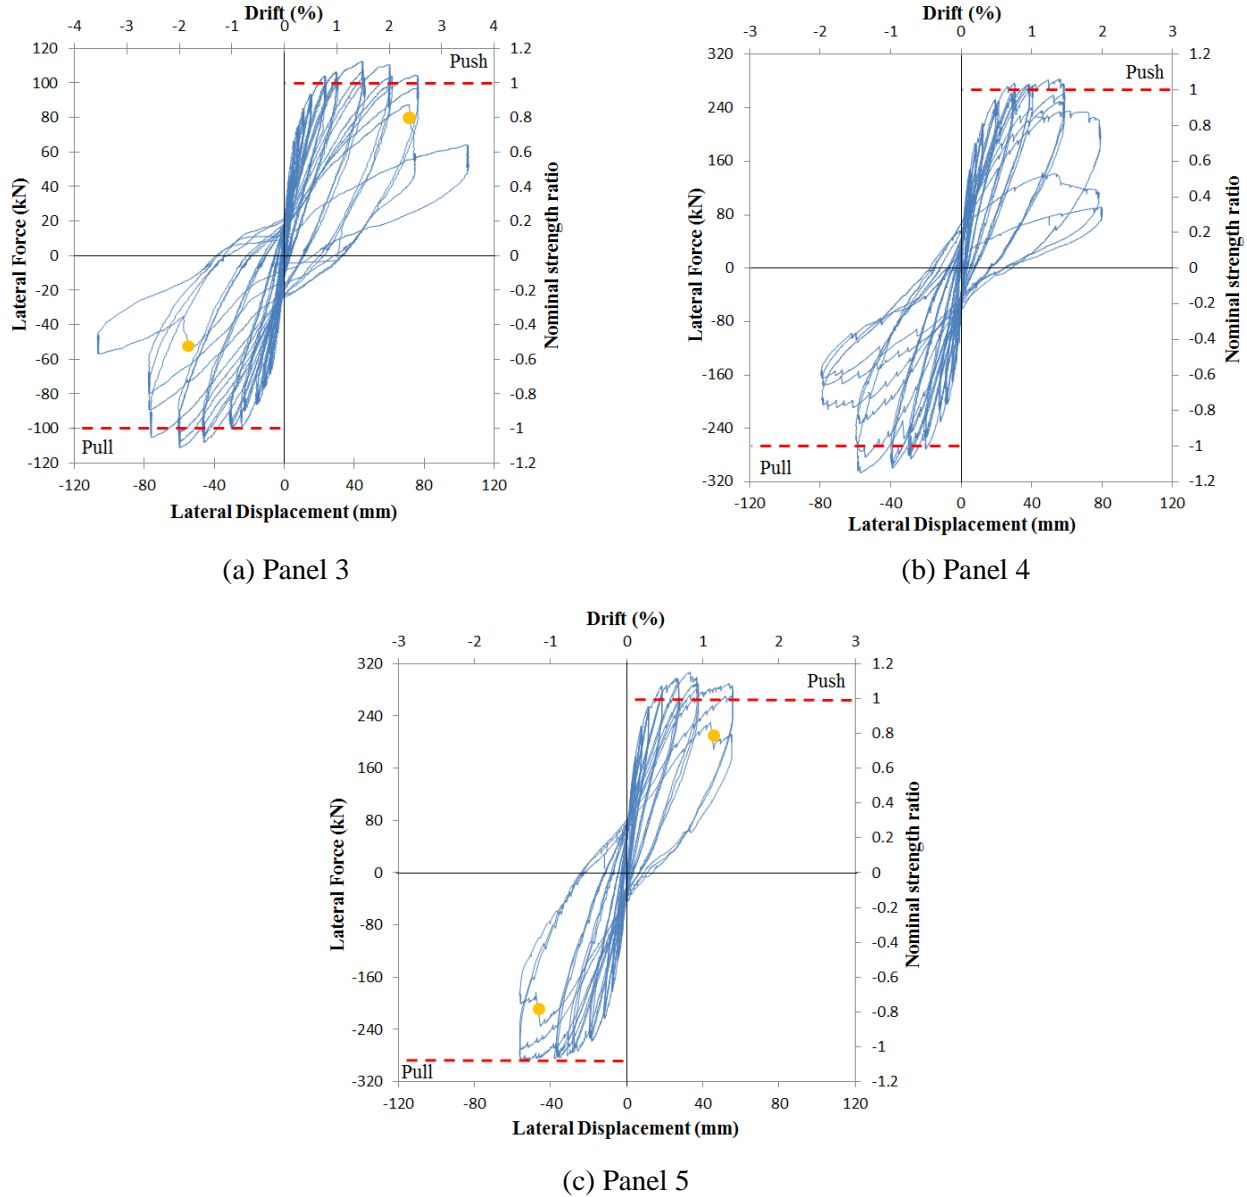 Drift (%)
-4 -3 -2 -1 0 1 2 3 4
120 1.2
Push
100 1
80 0.8
60 0.6
40 0.4
20 0.2
0 0
-20 -0.2
-40 -0.4
-60 -0.6
-80 -0.8
-100 -1
Pull
-120 -1.2
-120 -80 -40 0 40 80 120
Lateral Force (kN)
Nominal strength ratio
Lateral Displacement (mm)
(a) Panel 3
Drift (%)
-3 -2 -1 0 1 2 3
320 1.2
Push
240 1
0.8
160 0.6
0.4
80 0.2
0 0
-80 -0.2
-0.4
-160 -0.6
-0.8
-240 -1
Pull
-320 -1.2
-120 -80 -40 0 40 80 120
Lateral Force (kN)
Nominal strength ratio
Lateral Displacement (mm)
(b) Panel 4
Drift (%)
-3 -2 -1 0 1 2 3
320 1.2
Push
240 1
0.8
160 0.6
0.4
80 0.2
0 0
-80 -0.2
-0.4
-160 -0.6
-0.8
-240 -1
Pull
-320 -1.2
-120 -80 -40 0 40 80 120
Lateral Force (kN)
Nominal strength ratio
Lateral Displacement (mm)
(c) Panel 5